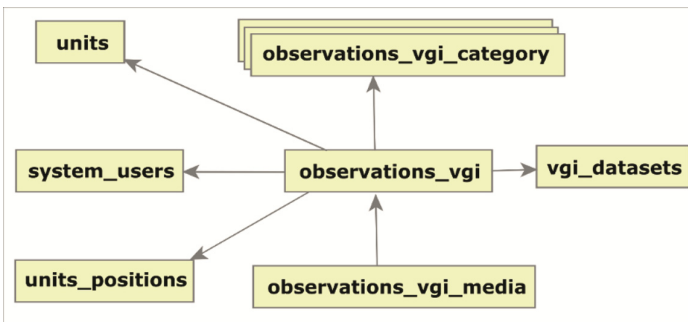 units
observations_vgi_category
system_users
observations_vgi
vgi_datasets
units_positions
observations_vgi_media